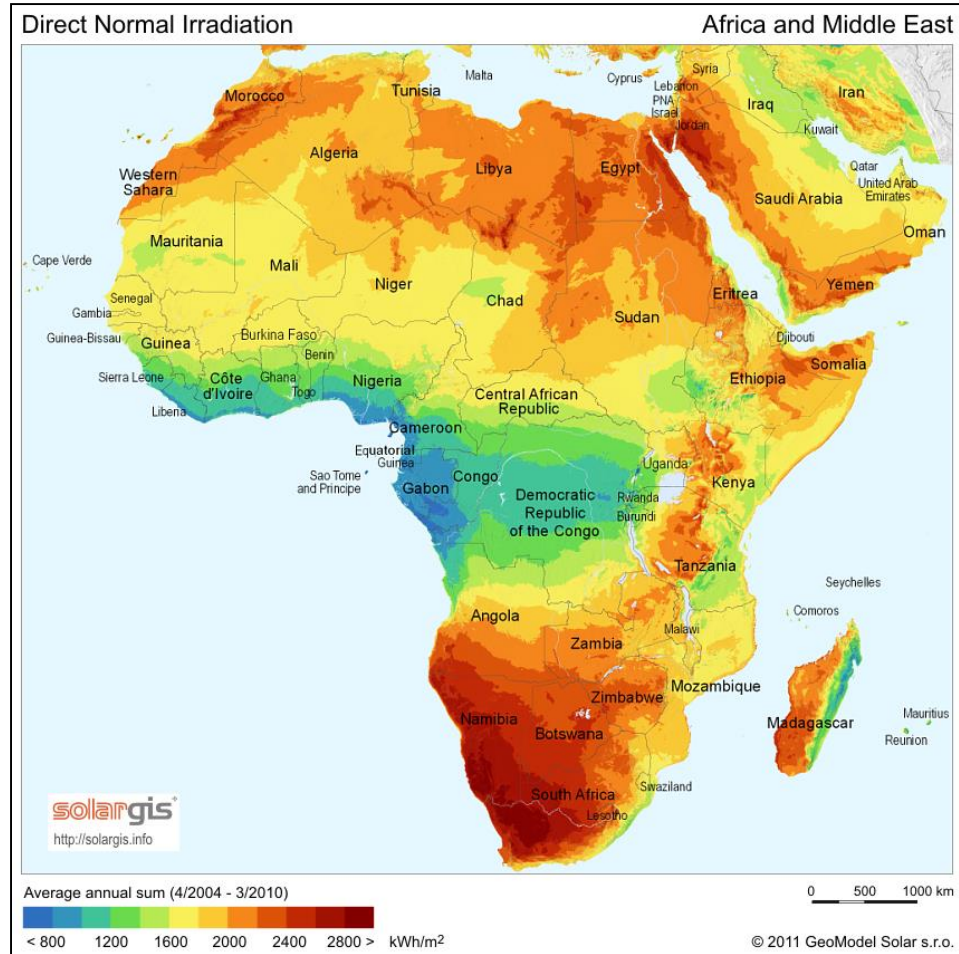 Direct Normal Irradiation
Africa and Middle East
Malta
Cyprus
Syria
Lebanon
PNA
Israel
Jordan
Iraq
Iran
Kuwait
Morocco
Tunisia
Algeria
Libya
Egypt
Qatar
United Arab
Emirates
Western
Sahara
Saudi Arabia
Oman
Mauritania
Mali
Niger
Chad
Sudan
Eritrea
Yemen
Cape Verde
Senegal
Gambia
Guinea-Bissau
Guinea
Burkina Faso
Benin
Djibouti
Sierra Leone
Côte
d'Ivoire
Ghana
Togo
Nigeria
Ethiopia
Somalia
Liberia
Central African
Republic
Cameroon
Equatorial
Guinea
Sao Tome
and Principe
Gabon
Congo
Democratic
Republic
of the Congo
Uganda
Kenya
Rwanda
Burundi
Tanzania
Seychelles
Comoros
Angola
Zambia
Malawi
Mozambique
Zimbabwe
Namibia
Botswana
Madagascar
Mauritius
Reunion
Swaziland
South Africa
Lesotho
solargis
http://solargis.info
Average annual sum (4/2004 - 3/2010)
< 800 1200 1600 2000 2400 2800 > kWh/m²
0 500 1000 km
© 2011 GeoModel Solar s.r.o.